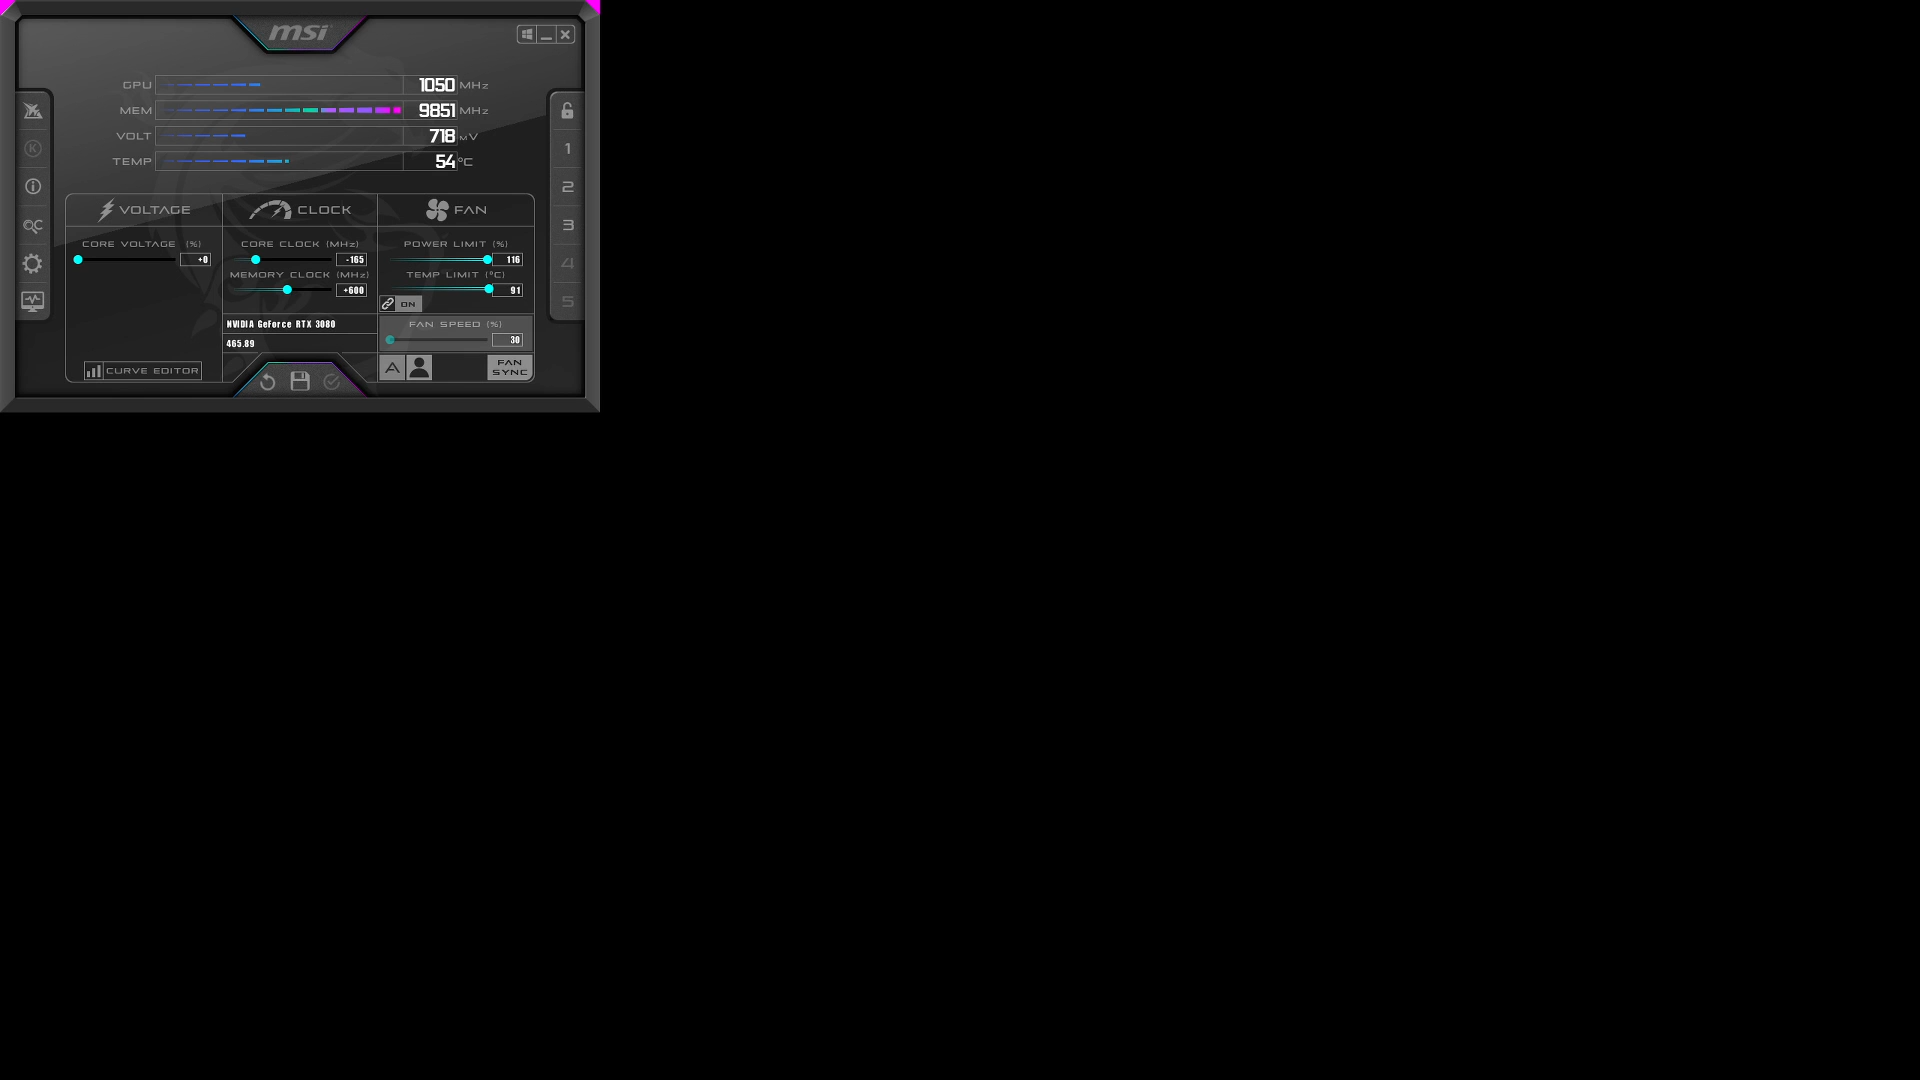 msi
GPU 1050 MHz
MEM 9851 MHz
VOLT 718 MV
TEMP 54 °C
K
1
2
3
4
5
OC
VOLTAGE
CLOCK
FAN
CORE VOLTAGE (%)
+0
CORE CLOCK (MHz)
-165
MEMORY CLOCK (MHz)
+600
POWER LIMIT (%)
116
TEMP LIMIT (°C)
91
ON
NVIDIA GeForce RTX 3080
465.89
FAN SPEED (%)
30
CURVE EDITOR
A
FAN
SYNC